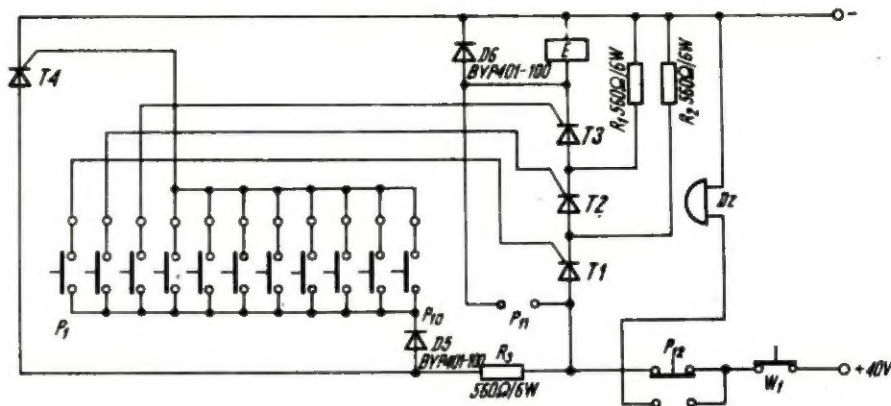 -
D6
BYP401-100
E
T4
R1 560Ω/6W
R2 560Ω/6W
T3
T2
DZ
T1
P1
P10
P11
D5
BYP401-100
R3
560Ω/6W
P12
W1
+40V